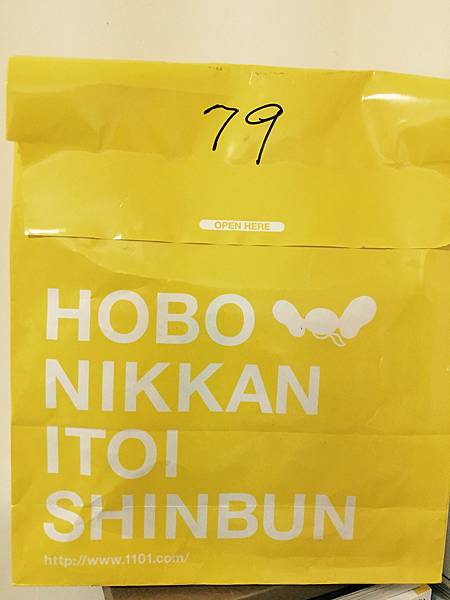 79
OPEN HERE
HOBO
NIKKAN
ITOI
SHINBUN
http://www.1101.com/